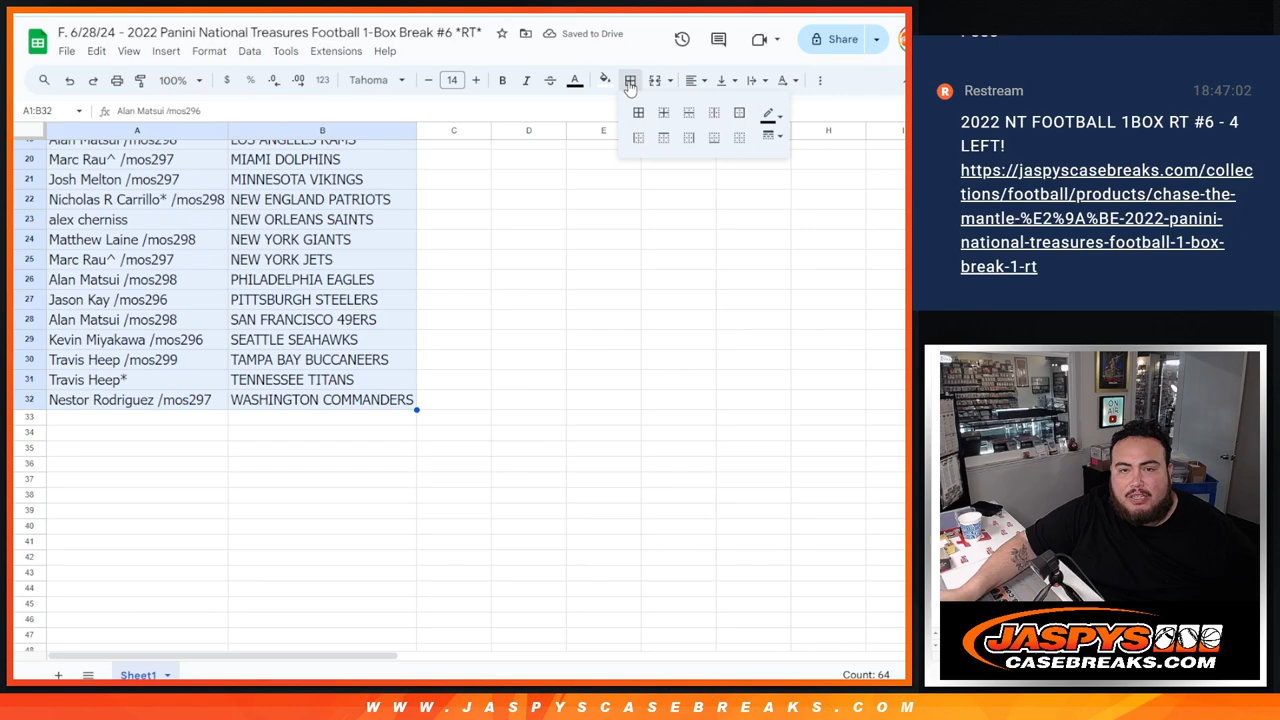 F. 6/28/24 - 2022 Panini National Treasures Football 1-Box Break #6 *RT*
Saved to Drive
Share
File Edit View Insert Format Data Tools Extensions Help
100% $ % .0 .00 123 Tahoma 14 B I A
A1:B32 fx Alan Matsui /mos296
A B C D E H
20 Marc Rau^ /mos297 MIAMI DOLPHINS
21 Josh Melton /mos297 MINNESOTA VIKINGS
22 Nicholas R Carrillo* /mos298 NEW ENGLAND PATRIOTS
23 alex cherniss NEW ORLEANS SAINTS
24 Matthew Laine /mos298 NEW YORK GIANTS
25 Marc Rau^ /mos297 NEW YORK JETS
26 Alan Matsui /mos298 PHILADELPHIA EAGLES
27 Jason Kay /mos296 PITTSBURGH STEELERS
28 Alan Matsui /mos298 SAN FRANCISCO 49ERS
29 Kevin Miyakawa /mos296 SEATTLE SEAHAWKS
30 Travis Heep /mos299 TAMPA BAY BUCCANEERS
31 Travis Heep* TENNESSEE TITANS
32 Nestor Rodriguez /mos297 WASHINGTON COMMANDERS
33
34
35
36
37
38
39
40
41
42
43
44
45
46
47
Sheet1
Count: 64
Restream 18:47:02
2022 NT FOOTBALL 1BOX RT #6 - 4
LEFT!
https://jaspyscasebreaks.com/collec
tions/football/products/chase-the-
mantle-%E2%9A%BE-2022-panini-
national-treasures-football-1-box-
break-1-rt
ON
AIR
JASPYS
CASEBREAKS.COM
WWW.JASPYSCASEBREAKS.COM